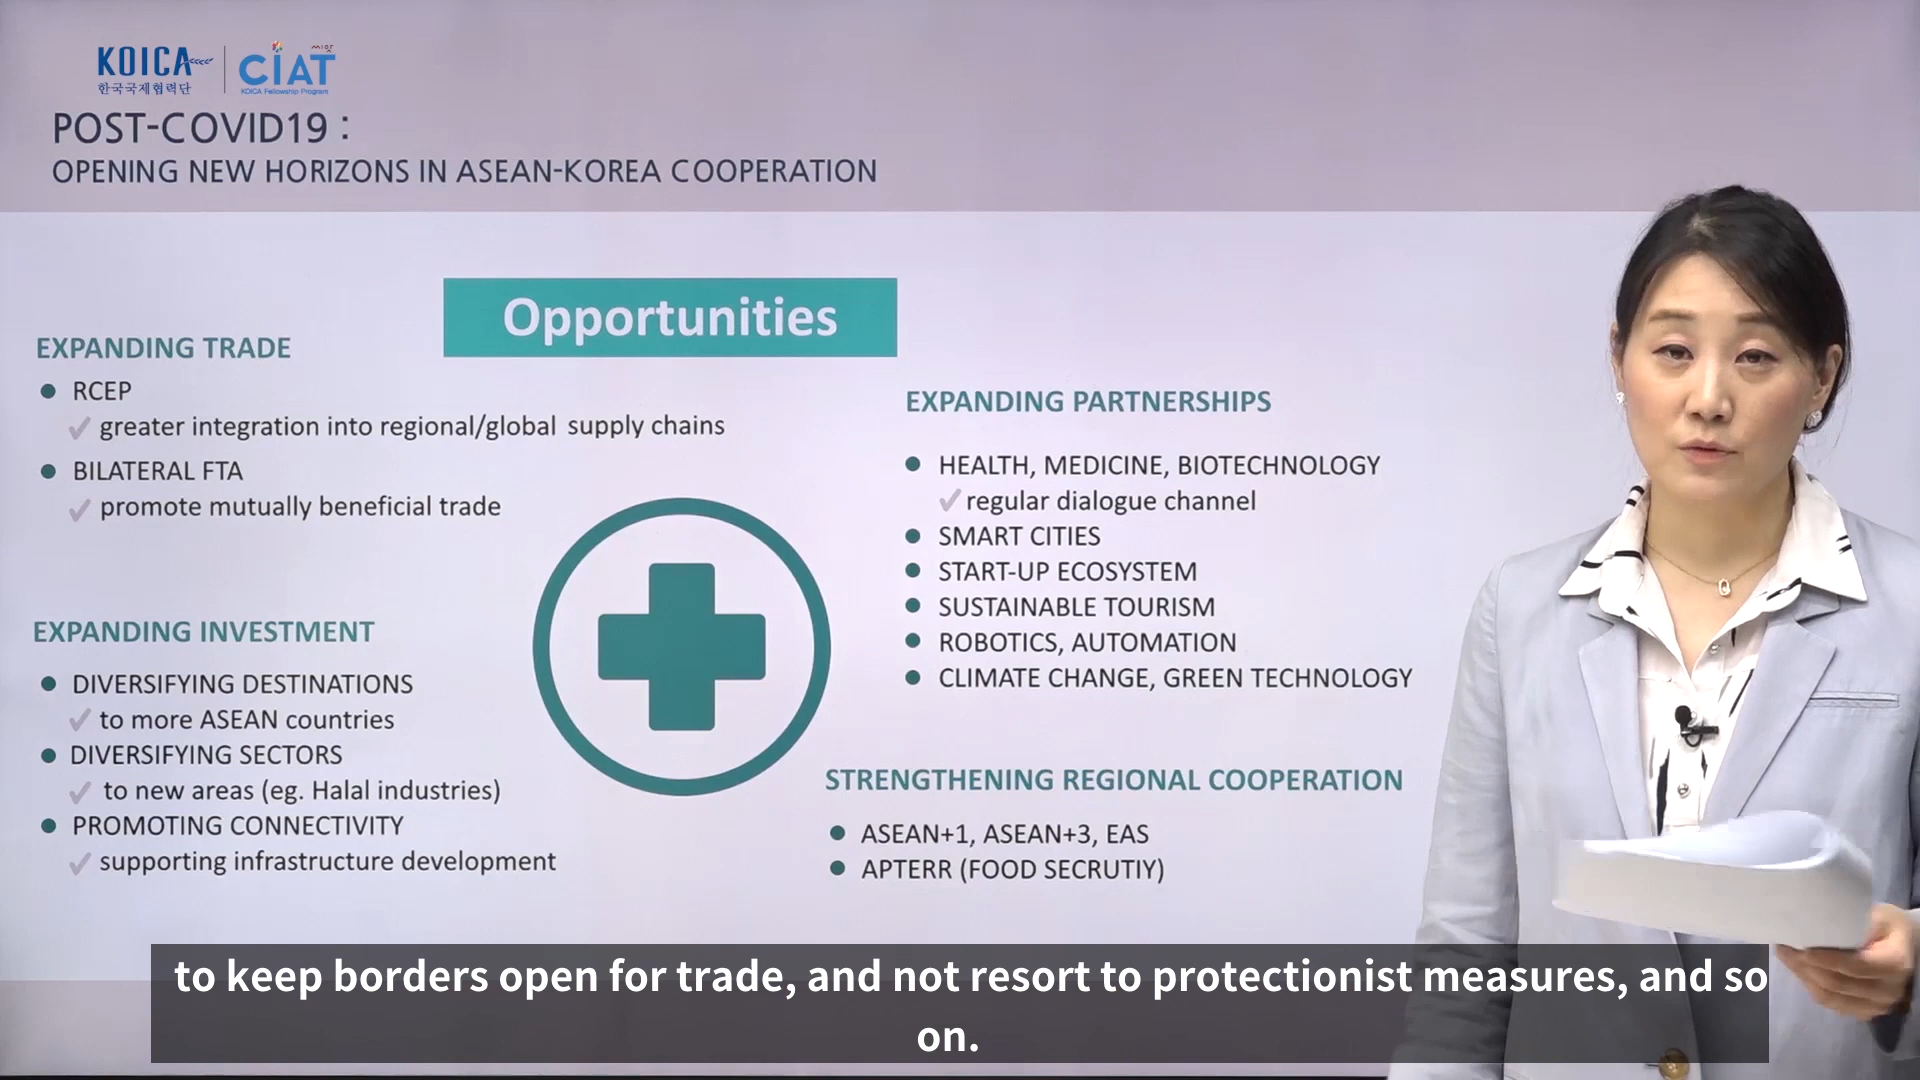 KOICA
한국국제협력단
CIAT
KOICA Fellowship Program
POST-COVID19 :
OPENING NEW HORIZONS IN ASEAN-KOREA COOPERATION
Opportunities
EXPANDING TRADE
RCEP
greater integration into regional/global supply chains
BILATERAL FTA
promote mutually beneficial trade
EXPANDING INVESTMENT
DIVERSIFYING DESTINATIONS
to more ASEAN countries
DIVERSIFYING SECTORS
to new areas (eg. Halal industries)
PROMOTING CONNECTIVITY
supporting infrastructure development
EXPANDING PARTNERSHIPS
HEALTH, MEDICINE, BIOTECHNOLOGY
regular dialogue channel
SMART CITIES
START-UP ECOSYSTEM
SUSTAINABLE TOURISM
ROBOTICS, AUTOMATION
CLIMATE CHANGE, GREEN TECHNOLOGY
STRENGTHENING REGIONAL COOPERATION
ASEAN+1, ASEAN+3, EAS
APTERR (FOOD SECRUTIY)
to keep borders open for trade, and not resort to protectionist measures, and so
on.